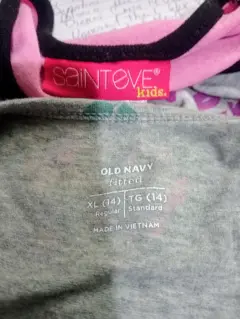 SAINTEVE®
kids.
OLD NAVY
fitted
XL (14) TG (14)
Regular Standard
MADE IN VIETNAM